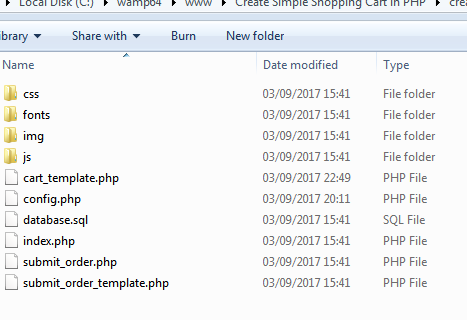 Local Disk (C:) wamp64 www Create Simple Shopping Cart in PHP
Share with Burn New folder
Name Date modified Type
css 03/09/2017 15:41 File folder
fonts 03/09/2017 15:41 File folder
img 03/09/2017 15:41 File folder
js 03/09/2017 15:41 File folder
cart_template.php 03/09/2017 22:49 PHP File
config.php 03/09/2017 20:11 PHP File
database.sql 03/09/2017 15:41 SQL File
index.php 03/09/2017 15:41 PHP File
submit_order.php 03/09/2017 15:41 PHP File
submit_order_template.php 03/09/2017 15:41 PHP File